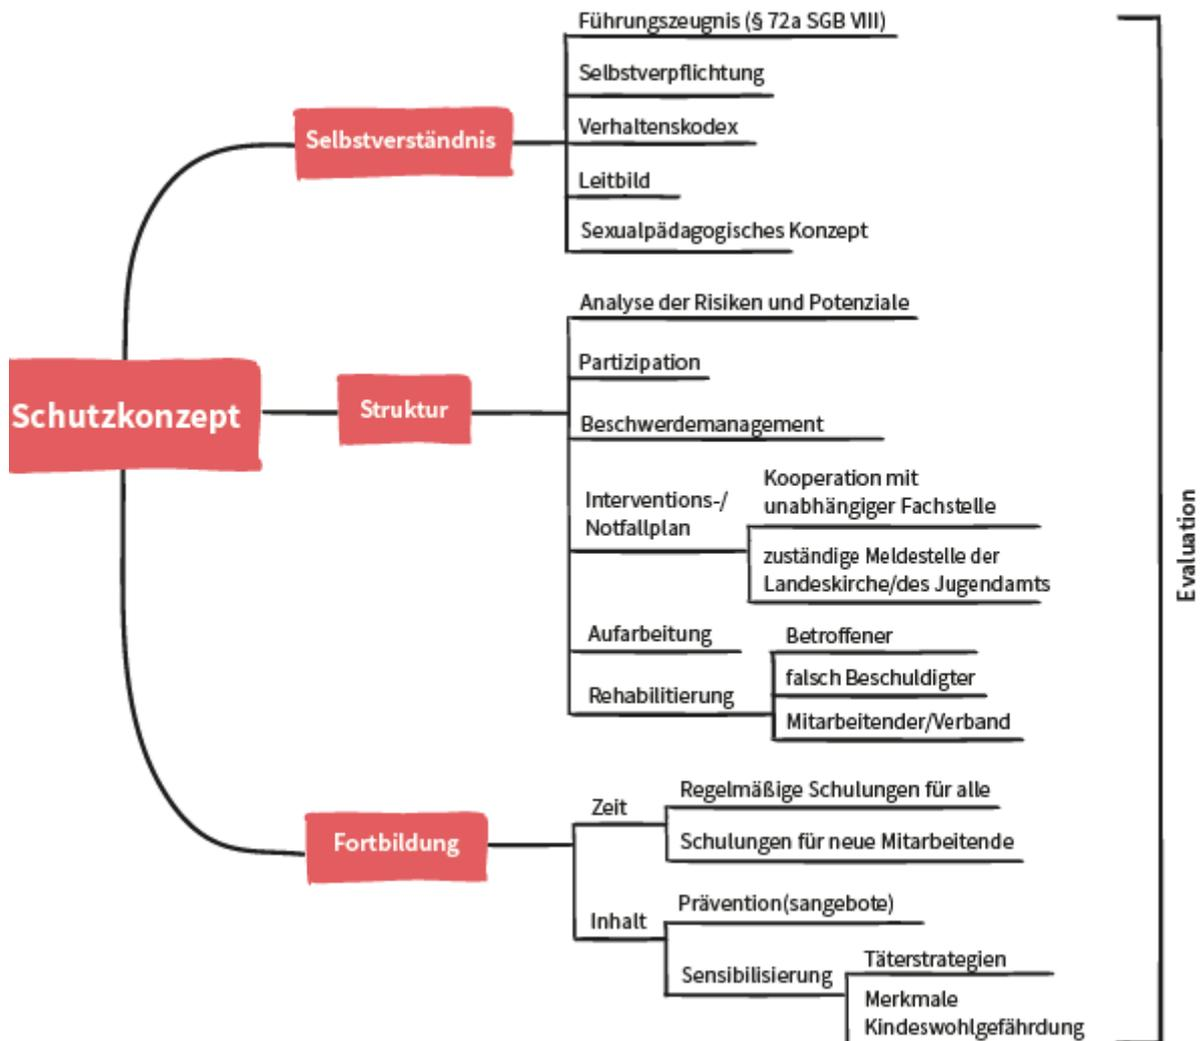 Schutzkonzept
Selbstverständnis
Führungszeugnis (§ 72a SGB VIII)
Selbstverpflichtung
Verhaltenskodex
Leitbild
Sexualpädagogisches Konzept
Struktur
Analyse der Risiken und Potenziale
Partizipation
Beschwerdemanagement
Interventions-/
Notfallplan
Kooperation mit
unabhängiger Fachstelle
zuständige Meldestelle der
Landeskirche/des Jugendamts
Aufarbeitung
Rehabilitierung
Betroffener
falsch Beschuldigter
Mitarbeitender/Verband
Fortbildung
Zeit
Regelmäßige Schulungen für alle
Schulungen für neue Mitarbeitende
Inhalt
Prävention(sangebote)
Sensibilisierung
Täterstrategien
Merkmale
Kindeswohlgefährdung
Evaluation